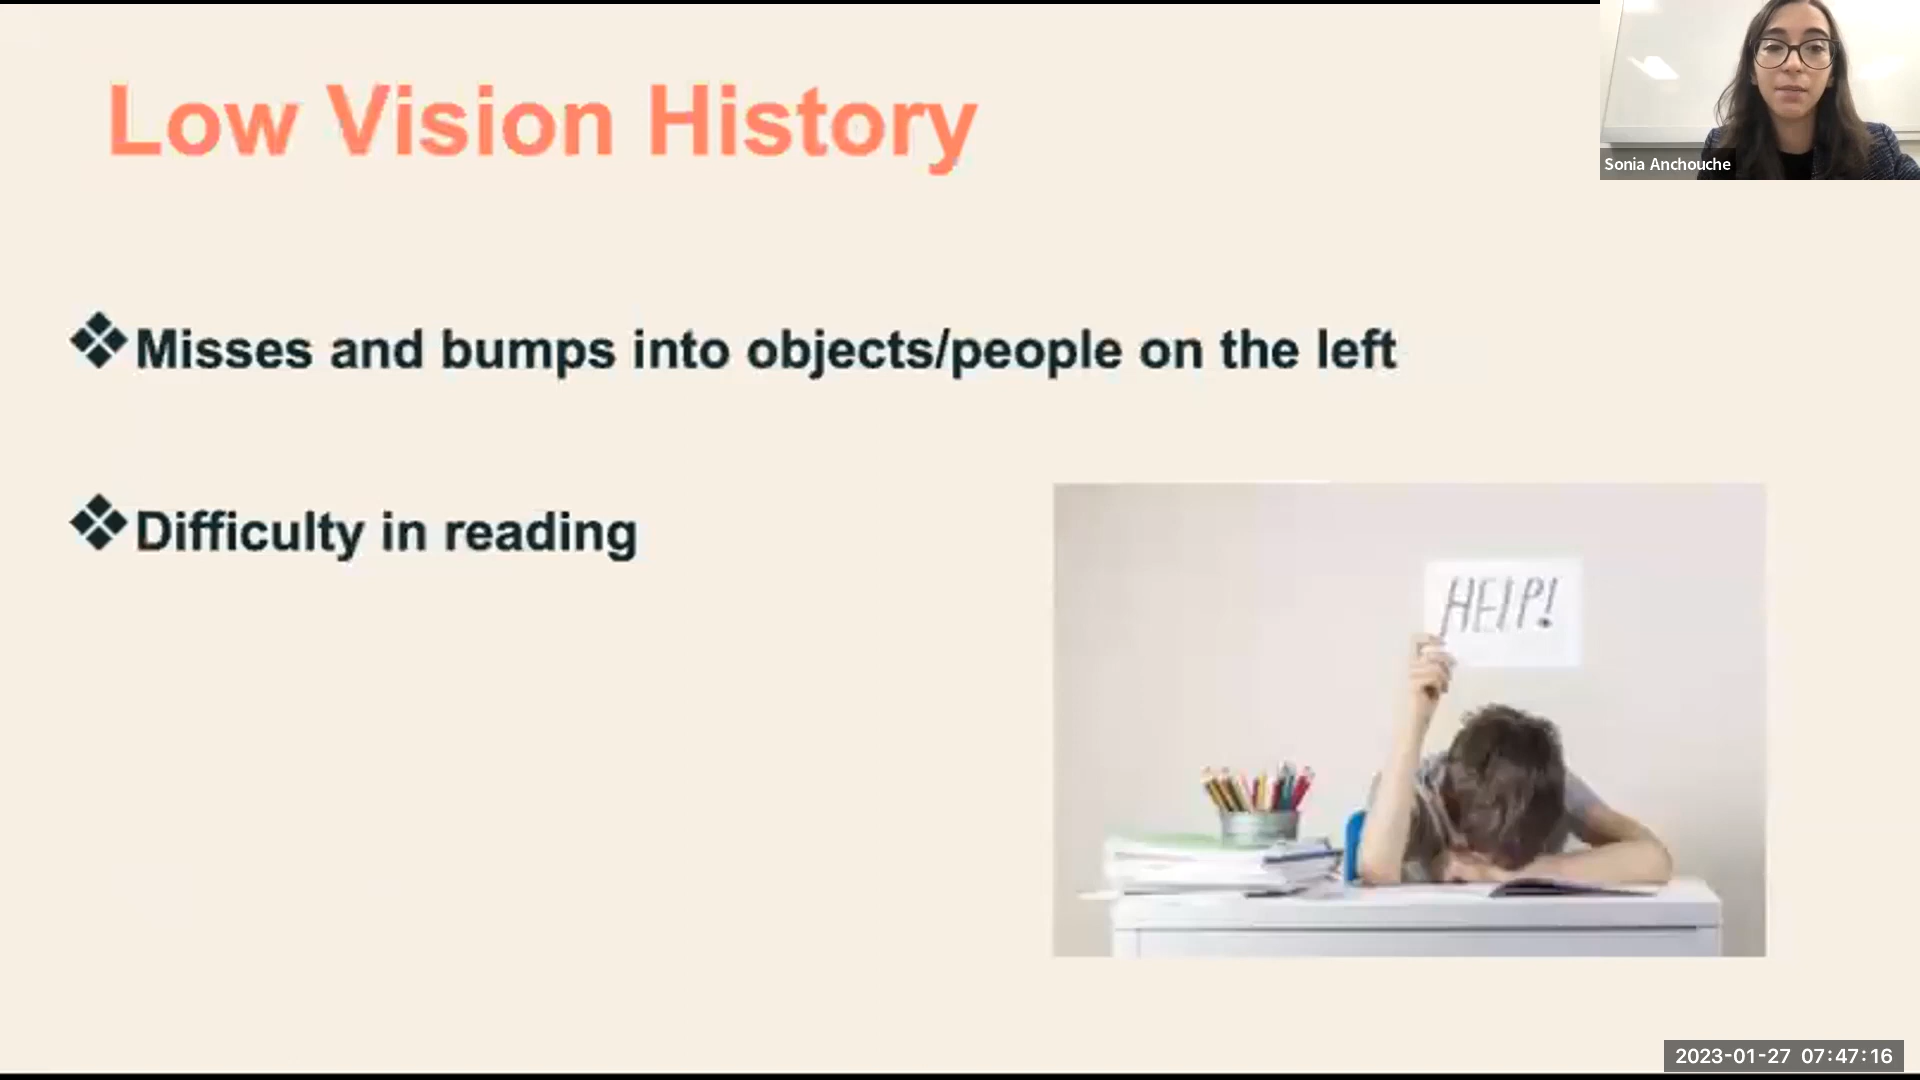 Low Vision History
Sonia Anchouche
❖Misses and bumps into objects/people on the left
❖Difficulty in reading
HElP!
2023-01-27 07:47:16